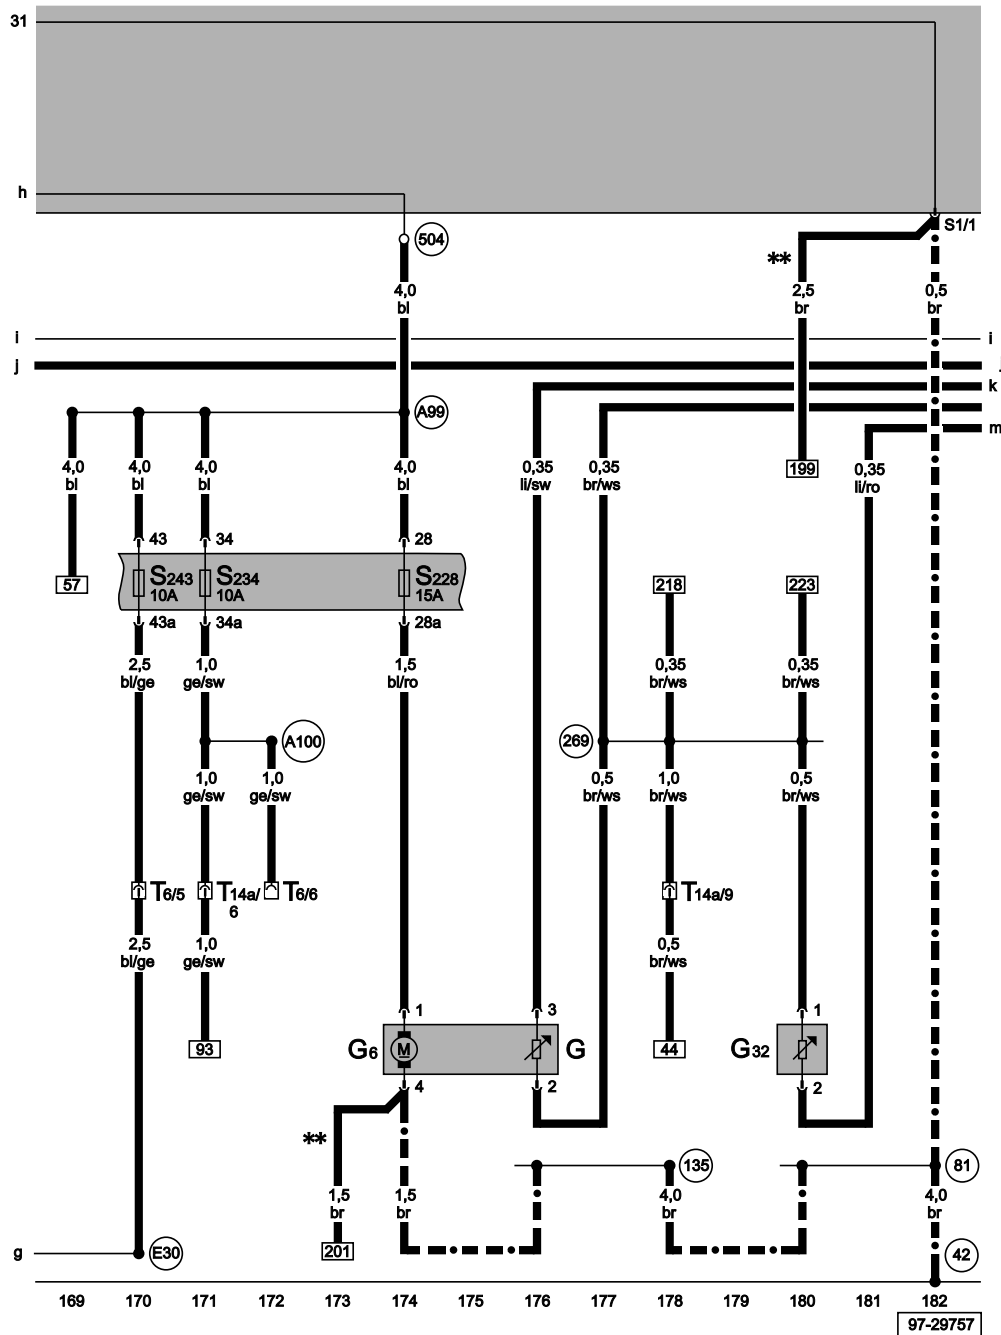 31
h
S1/1
504
**
4,0
bl
2,5
br
0,5
br
i
i
j
j
k
A99
m
4,0
bl
4,0
bl
4,0
bl
4,0
bl
0,35
li/sw
0,35
br/ws
199
0,35
li/ro
43
34
28
57
S243
10A
S234
10A
S228
15A
218
223
43a
34a
28a
2,5
bl/ge
1,0
ge/sw
1,5
bl/ro
0,35
br/ws
0,35
br/ws
A100
269
1,0
ge/sw
1,0
ge/sw
0,5
br/ws
1,0
br/ws
0,5
br/ws
T6/5
T14a/
6
T6/6
T14a/9
2,5
bl/ge
1,0
ge/sw
0,5
br/ws
1
3
1
93
G6
M
G
44
G32
4
2
2
**
135
81
1,5
br
1,5
br
4,0
br
4,0
br
g
E30
201
42
169 170 171 172 173 174 175 176 177 178 179 180 181 182
97-29757